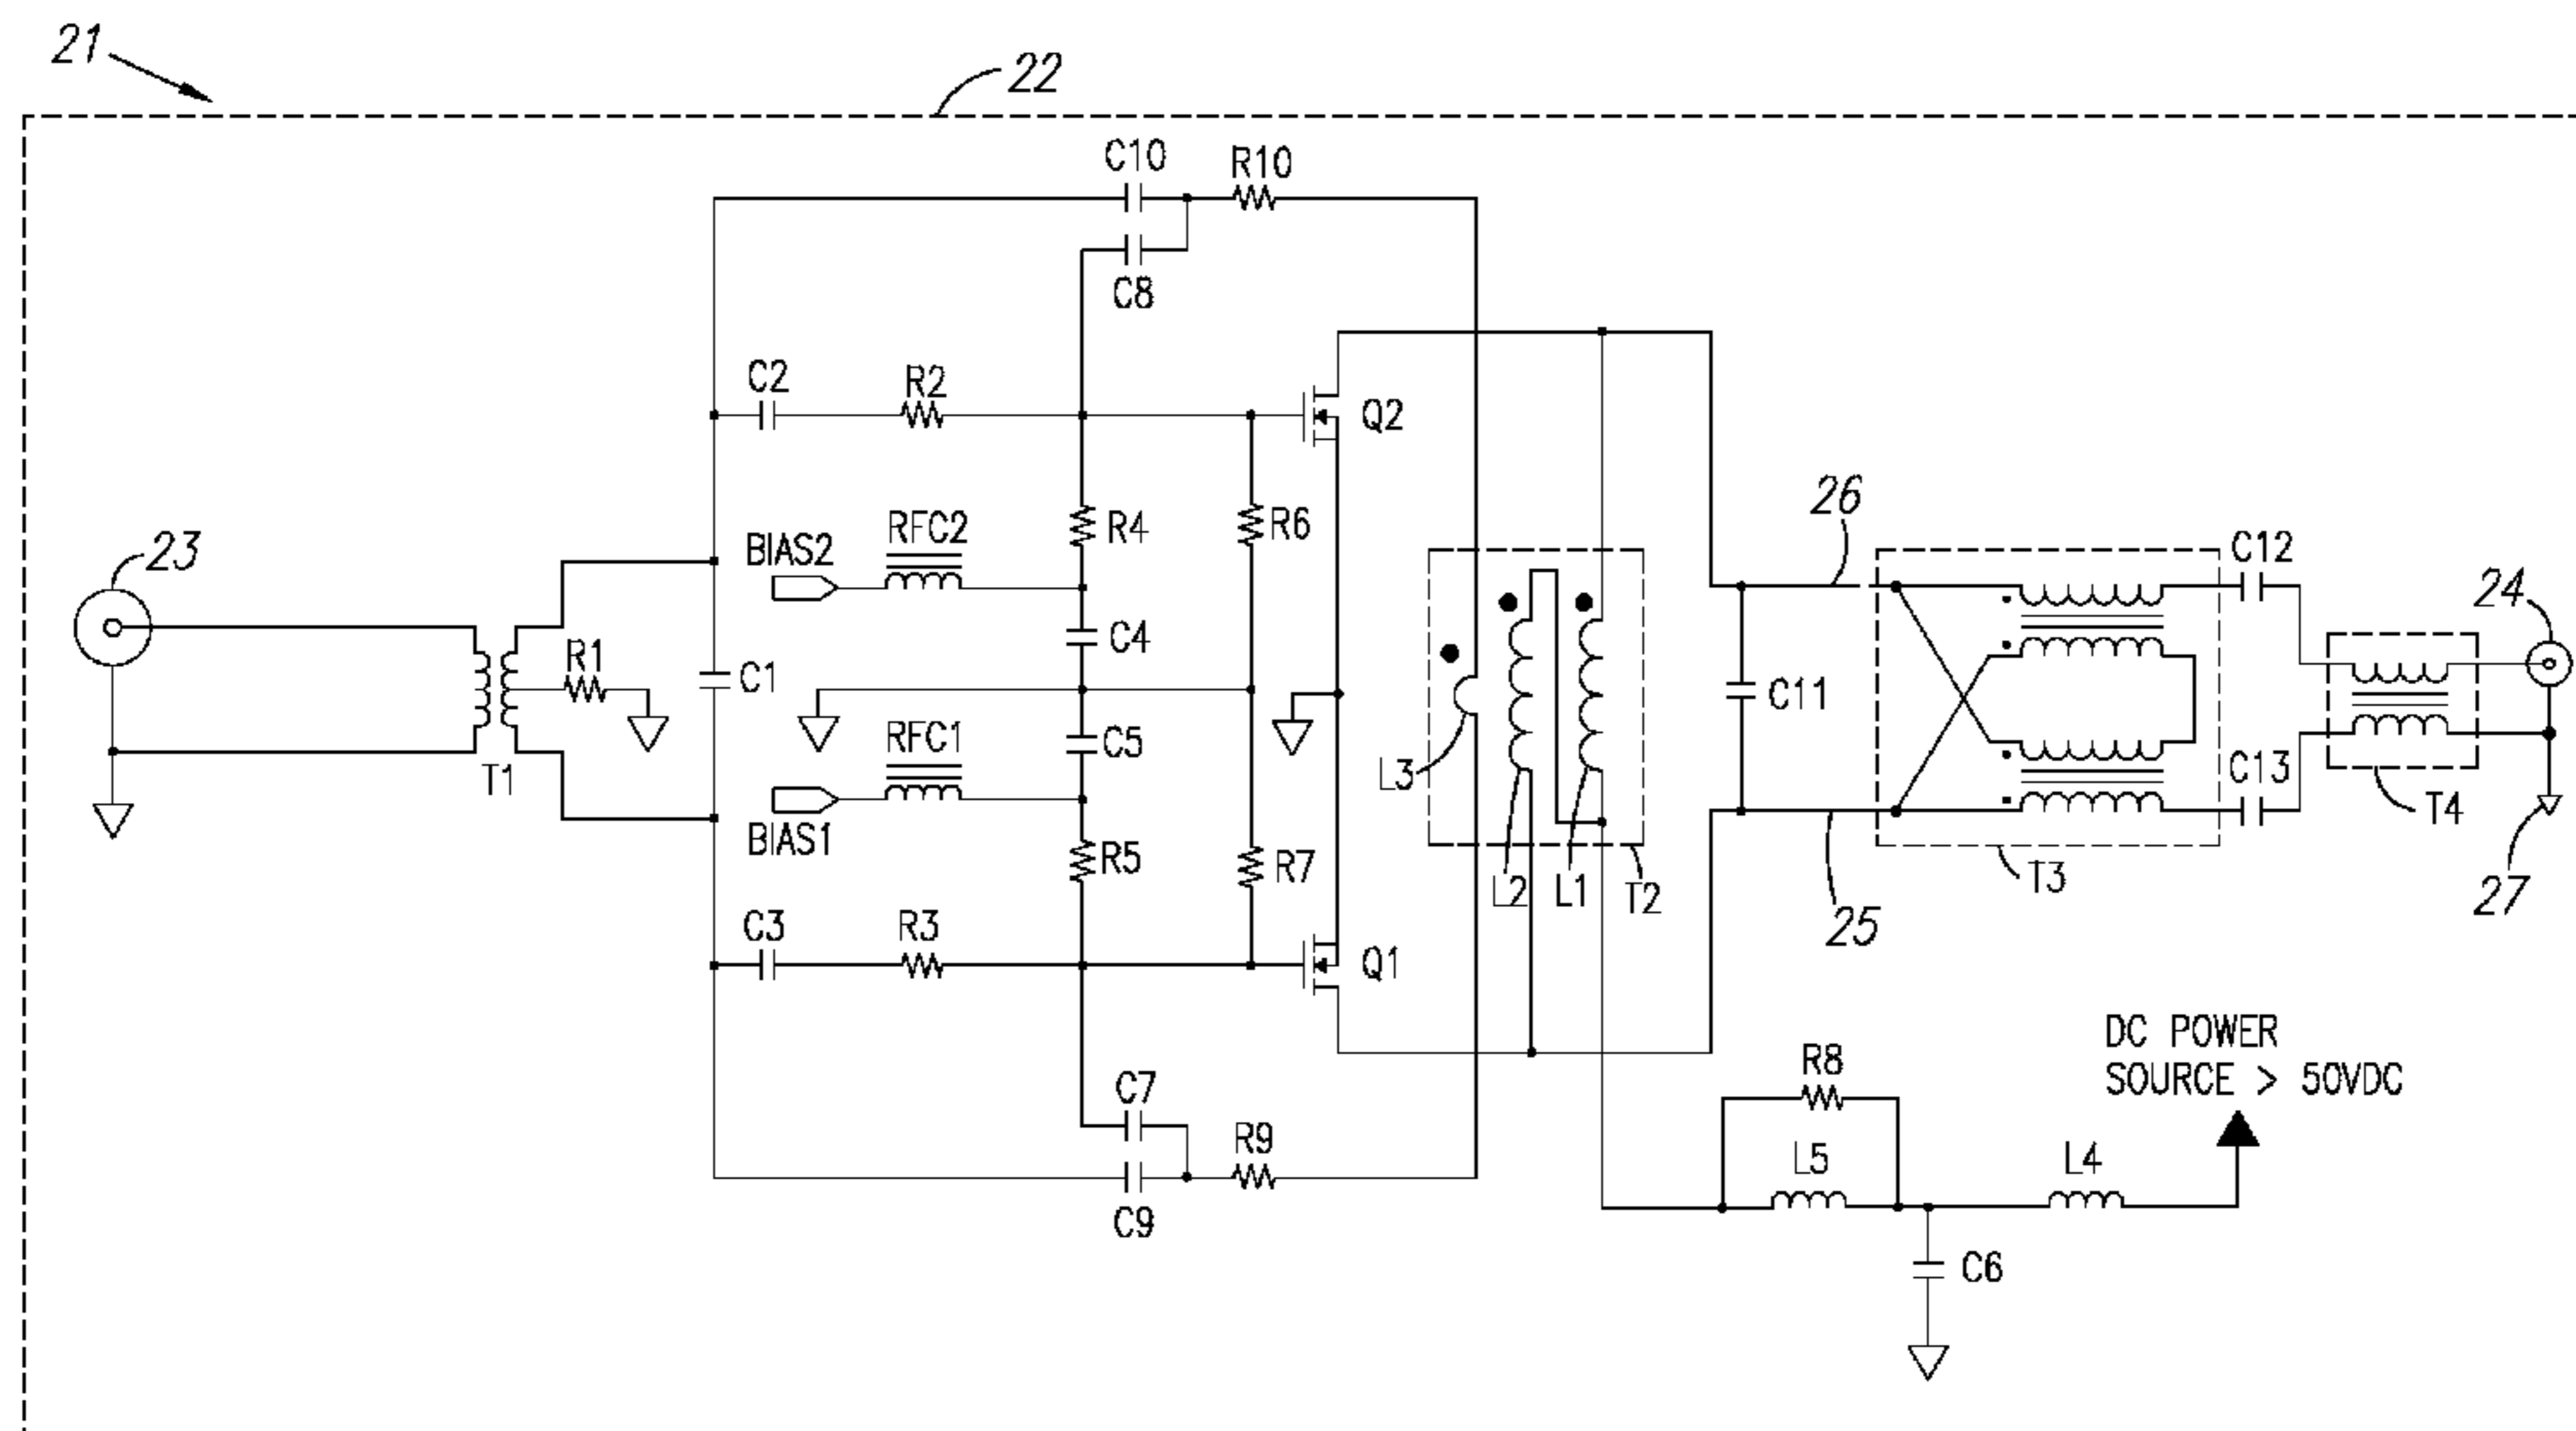 21
22
C10
R10
C8
C2
R2
Q2
23
BIAS2
RFC2
R4
R6
26
C12
24
R1
C4
C1
T1
RFC1
C5
C11
L3
C13
T4
BIAS1
R5
R7
L2
L1
T2
T3
27
25
C3
R3
Q1
DC POWER
SOURCE > 50VDC
C7
R8
R9
L5
L4
C9
C6